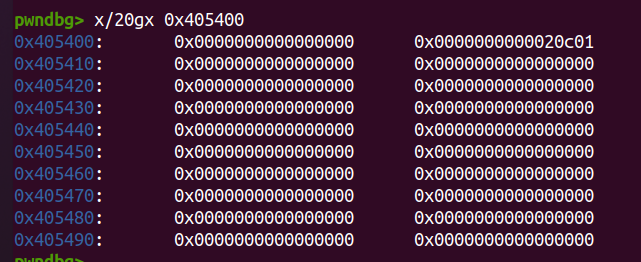 pwndbg> x/20gx 0x405400
0x405400: 0x0000000000000000 0x0000000000020c01
0x405410: 0x0000000000000000 0x0000000000000000
0x405420: 0x0000000000000000 0x0000000000000000
0x405430: 0x0000000000000000 0x0000000000000000
0x405440: 0x0000000000000000 0x0000000000000000
0x405450: 0x0000000000000000 0x0000000000000000
0x405460: 0x0000000000000000 0x0000000000000000
0x405470: 0x0000000000000000 0x0000000000000000
0x405480: 0x0000000000000000 0x0000000000000000
0x405490: 0x0000000000000000 0x0000000000000000
pwndbg>